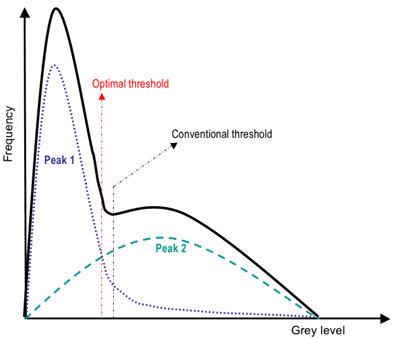 Optimal threshold
Conventional threshold
Frequency
Peak 1
Peak 2
Grey level